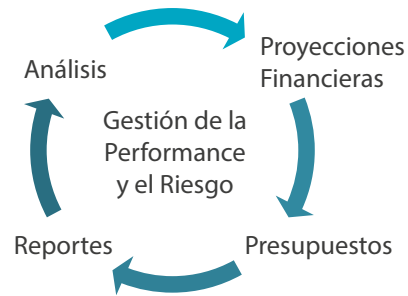 Análisis
Proyecciones
Financieras
Gestión de la
Performance
y el Riesgo
Reportes
Presupuestos